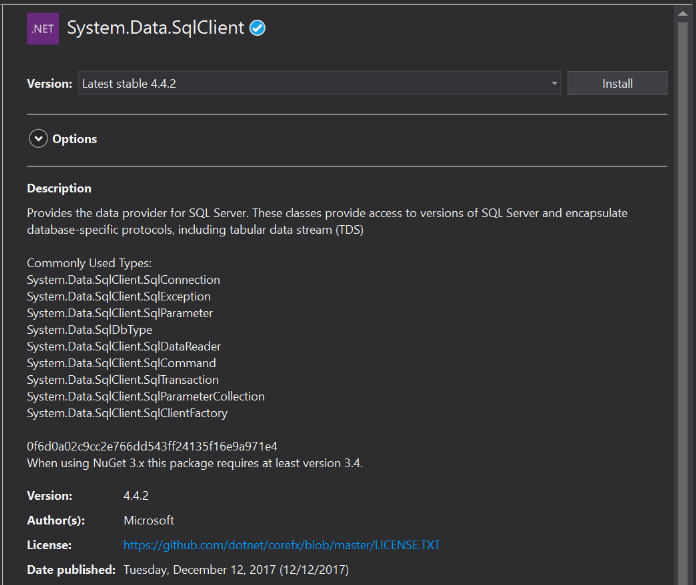 .NET System.Data.SqlClient
Version: Latest stable 4.4.2 Install
Options
Description
Provides the data provider for SQL Server. These classes provide access to versions of SQL Server and encapsulate
database-specific protocols, including tabular data stream (TDS)
Commonly Used Types:
System.Data.SqlClient.SqlConnection
System.Data.SqlClient.SqlException
System.Data.SqlClient.SqlParameter
System.Data.SqlDbType
System.Data.SqlClient.SqlDataReader
System.Data.SqlClient.SqlCommand
System.Data.SqlClient.SqlTransaction
System.Data.SqlClient.SqlParameterCollection
System.Data.SqlClient.SqlClientFactory
0f6d0a02c9cc2e766dd543ff24135f16e9a971e4
When using NuGet 3.x this package requires at least version 3.4.
Version: 4.4.2
Author(s): Microsoft
License: https://github.com/dotnet/corefx/blob/master/LICENSE.TXT
Date published: Tuesday, December 12, 2017 (12/12/2017)